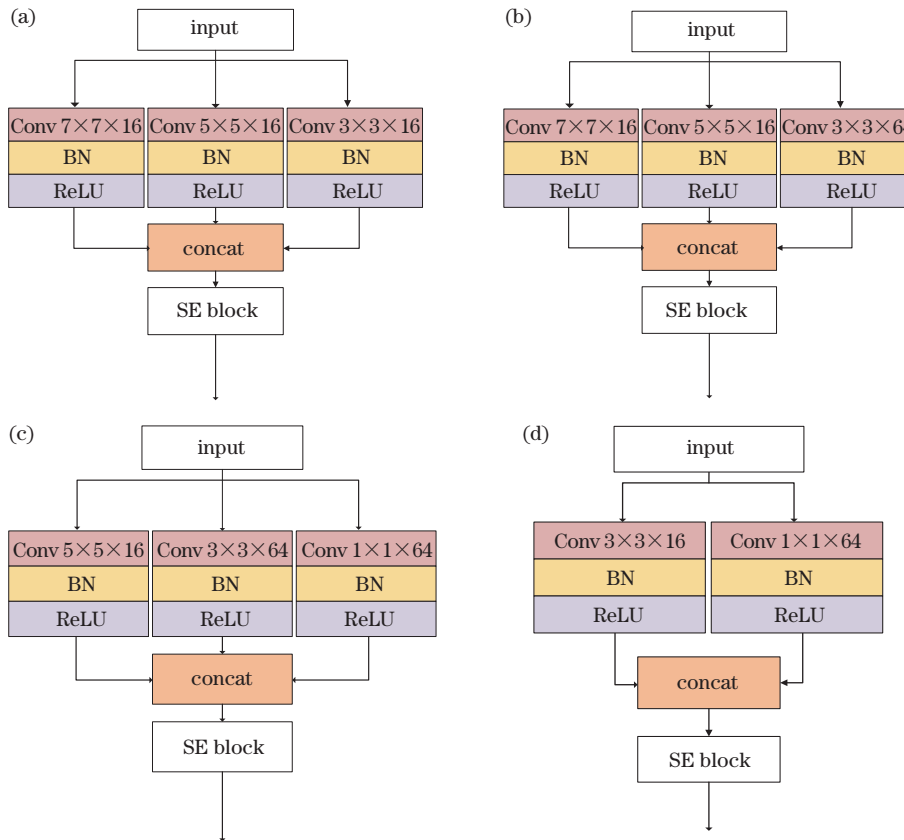 (a)
input
Conv 7×7×16 Conv 5×5×16 Conv 3×3×16
BN BN BN
ReLU ReLU ReLU
concat
SE block
(b)
input
Conv 7×7×16 Conv 5×5×16 Conv 3×3×64
BN BN BN
ReLU ReLU ReLU
concat
SE block
(c)
input
Conv 5×5×16 Conv 3×3×64 Conv 1×1×64
BN BN BN
ReLU ReLU ReLU
concat
SE block
(d)
input
Conv 3×3×16 Conv 1×1×64
BN BN
ReLU ReLU
concat
SE block